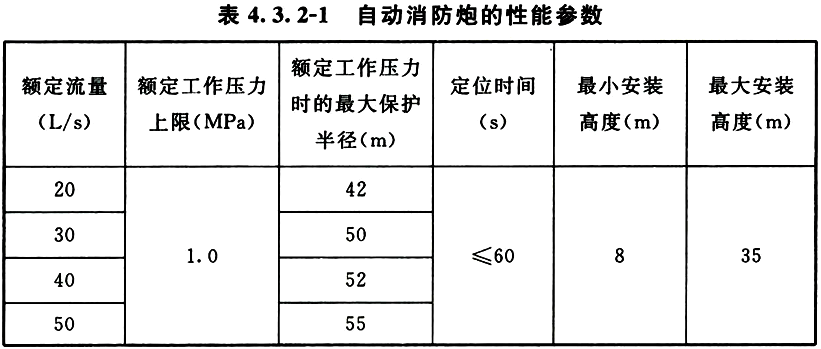 表 4. 3. 2-1 自动消防炮的性能参数
额定流量
(L/s)
额定工作压力
上限(MPa)
额定工作压力
时的最大保护
半径(m)
定位时间
(s)
最小安装
高度(m)
最大安装
高度(m)
20
1. 0
42
≤60
8
35
30
50
40
52
50
55